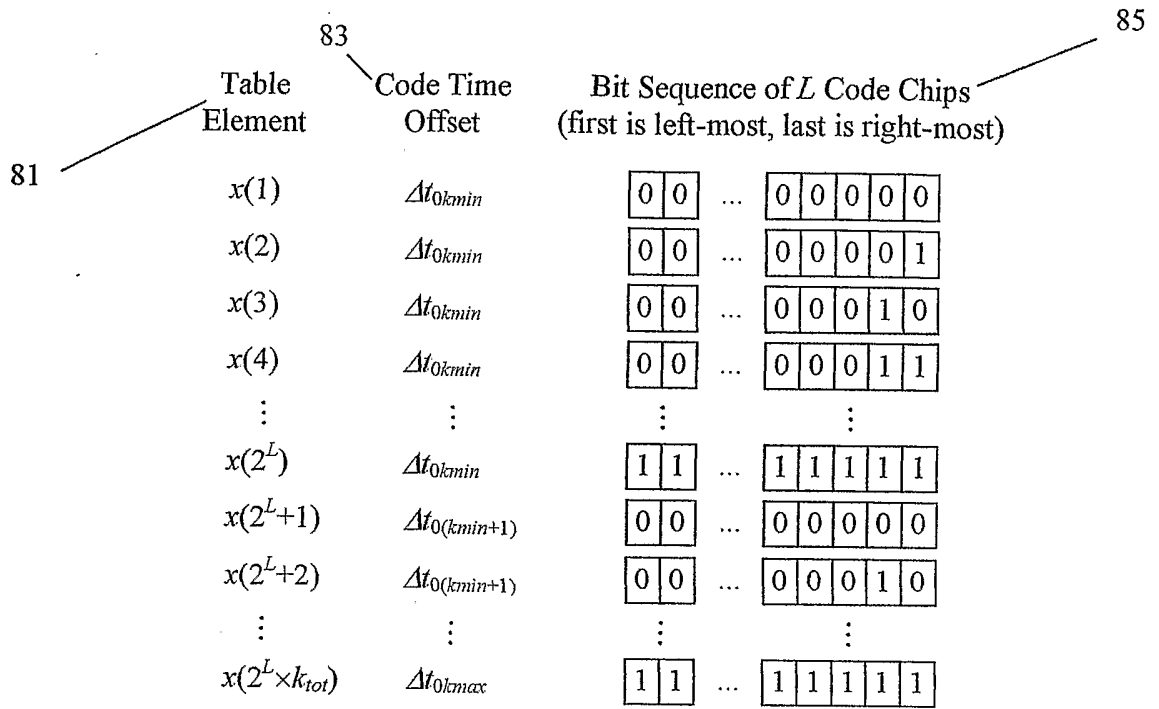 83
85
Table Element
Code Time Offset
Bit Sequence of L Code Chips
(first is left-most, last is right-most)
81
x(1) Δt0kmin 0 0 ... 0 0 0 0 0
x(2) Δt0kmin 0 0 ... 0 0 0 0 1
x(3) Δt0kmin 0 0 ... 0 0 0 1 0
x(4) Δt0kmin 0 0 ... 0 0 0 1 1
⋮ ⋮ ⋮ ⋮
x(2^L) Δt0kmin 1 1 ... 1 1 1 1 1
x(2^L+1) Δt0(kmin+1) 0 0 ... 0 0 0 0 0
x(2^L+2) Δt0(kmin+1) 0 0 ... 0 0 0 1 0
⋮ ⋮ ⋮ ⋮
x(2^L×ktot) Δt0kmax 1 1 ... 1 1 1 1 1